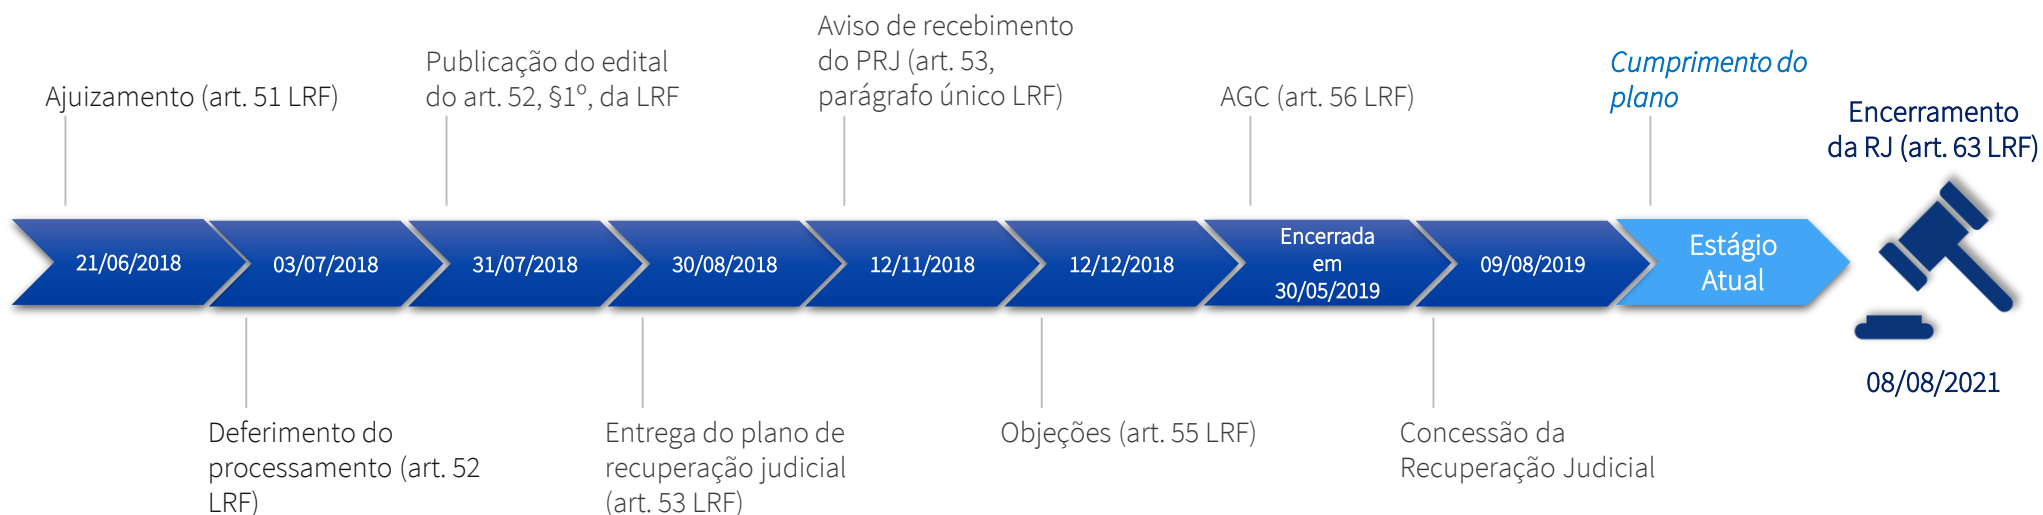 Ajuizamento (art. 51 LRF)
Publicação do edital
do art. 52, §1º, da LRF
Aviso de recebimento
do PRJ (art. 53,
parágrafo único LRF)
AGC (art. 56 LRF)
Cumprimento do
plano
Encerramento
da RJ (art. 63 LRF)
21/06/2018
03/07/2018
31/07/2018
30/08/2018
12/11/2018
12/12/2018
Encerrada
em
30/05/2019
09/08/2019
Estágio
Atual
08/08/2021
Deferimento do
processamento (art. 52
LRF)
Entrega do plano de
recuperação judicial
(art. 53 LRF)
Objeções (art. 55 LRF)
Concessão da
Recuperação Judicial